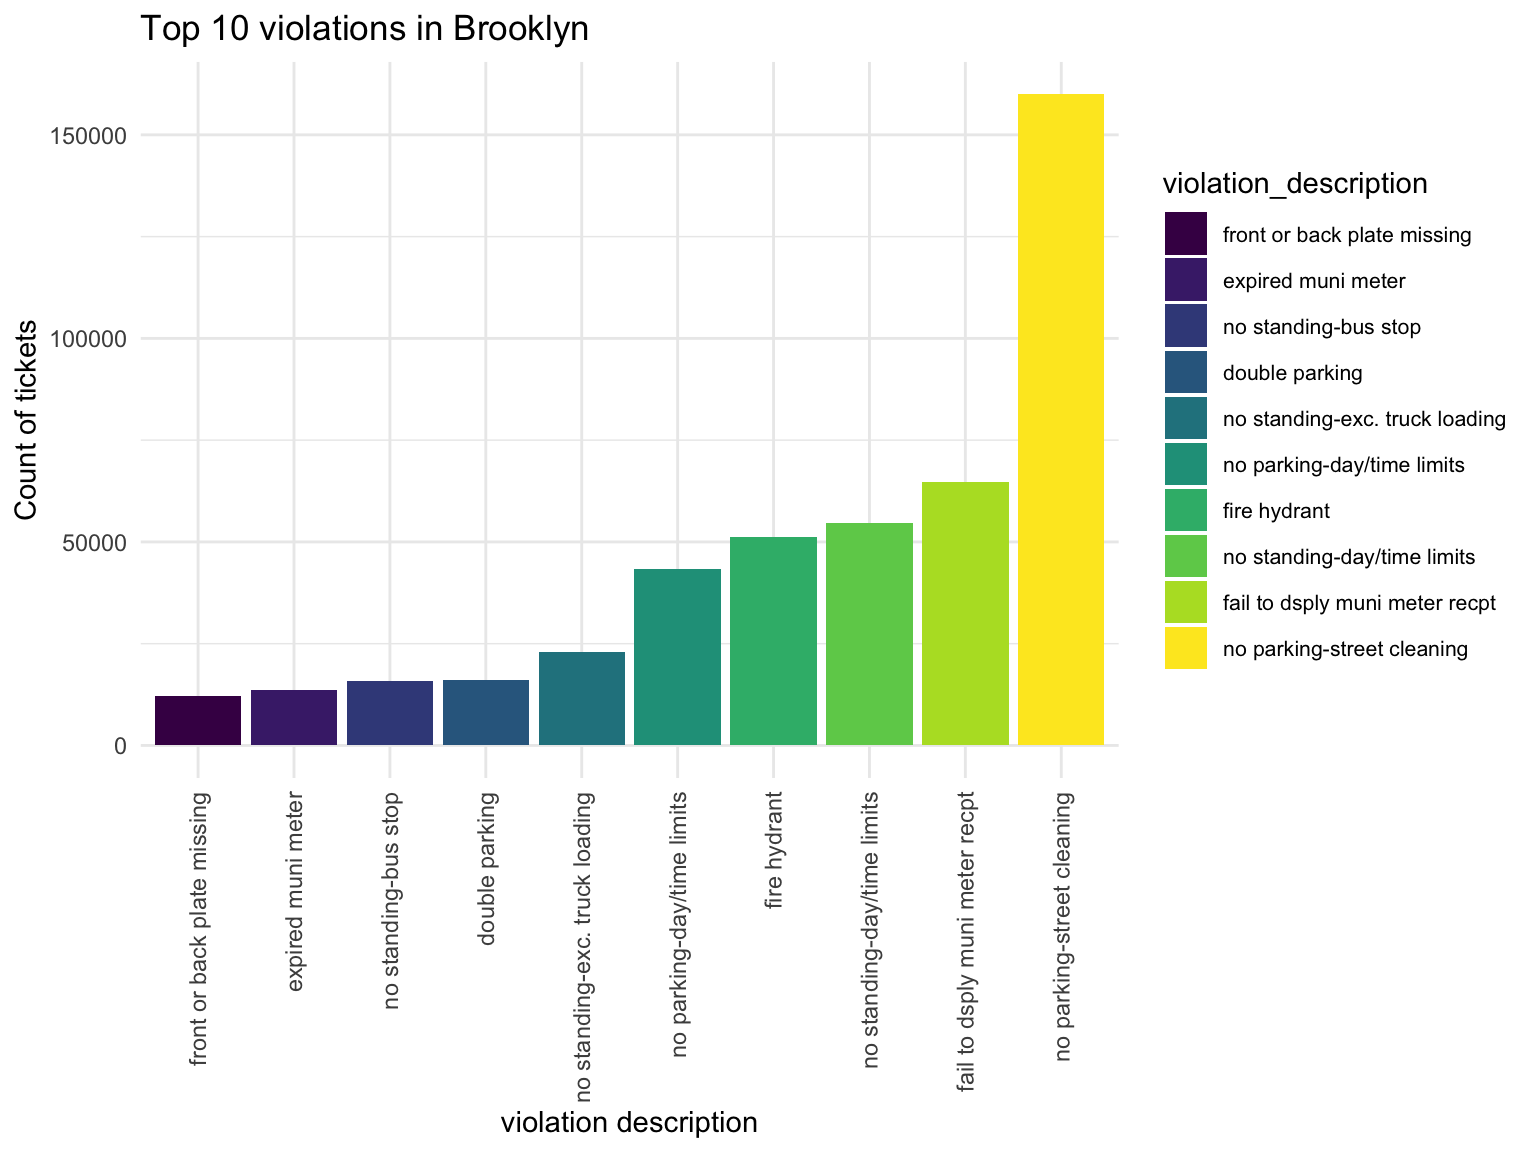 Top 10 violations in Brooklyn
Count of tickets
150000
100000
50000
0
front or back plate missing
expired muni meter
no standing-bus stop
double parking
no standing-exc. truck loading
no parking-day/time limits
fire hydrant
no standing-day/time limits
fail to dsply muni meter recpt
no parking-street cleaning
violation description
violation_description
front or back plate missing
expired muni meter
no standing-bus stop
double parking
no standing-exc. truck loading
no parking-day/time limits
fire hydrant
no standing-day/time limits
fail to dsply muni meter recpt
no parking-street cleaning